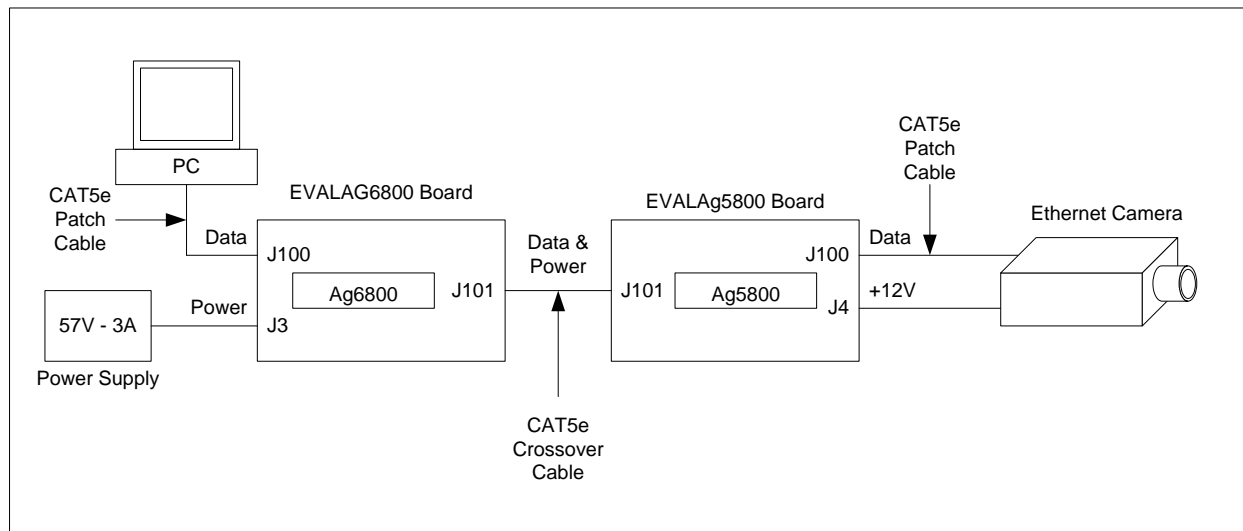 PC
CAT5e
Patch
Cable
Data
Power
57V - 3A
Power Supply
EVALAG6800 Board
J100
Ag6800
J101
J3
Data &
Power
CAT5e
Crossover
Cable
EVALAg5800 Board
J101
Ag5800
J100
J4
Data
+12V
CAT5e
Patch
Cable
Ethernet Camera